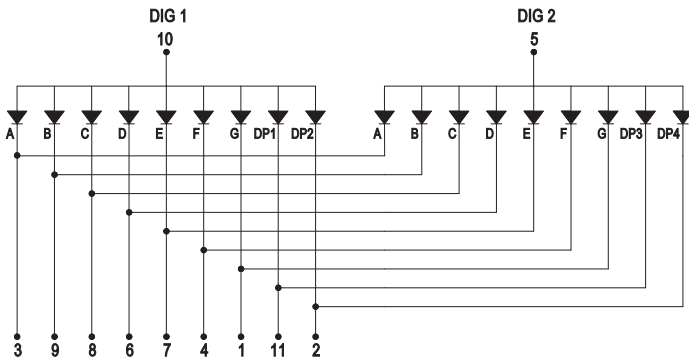 DIG 1 DIG 2
10 5
A B C D E F G DP1 DP2 A B C D E F G DP3 DP4
3 9 8 6 7 4 1 11 2